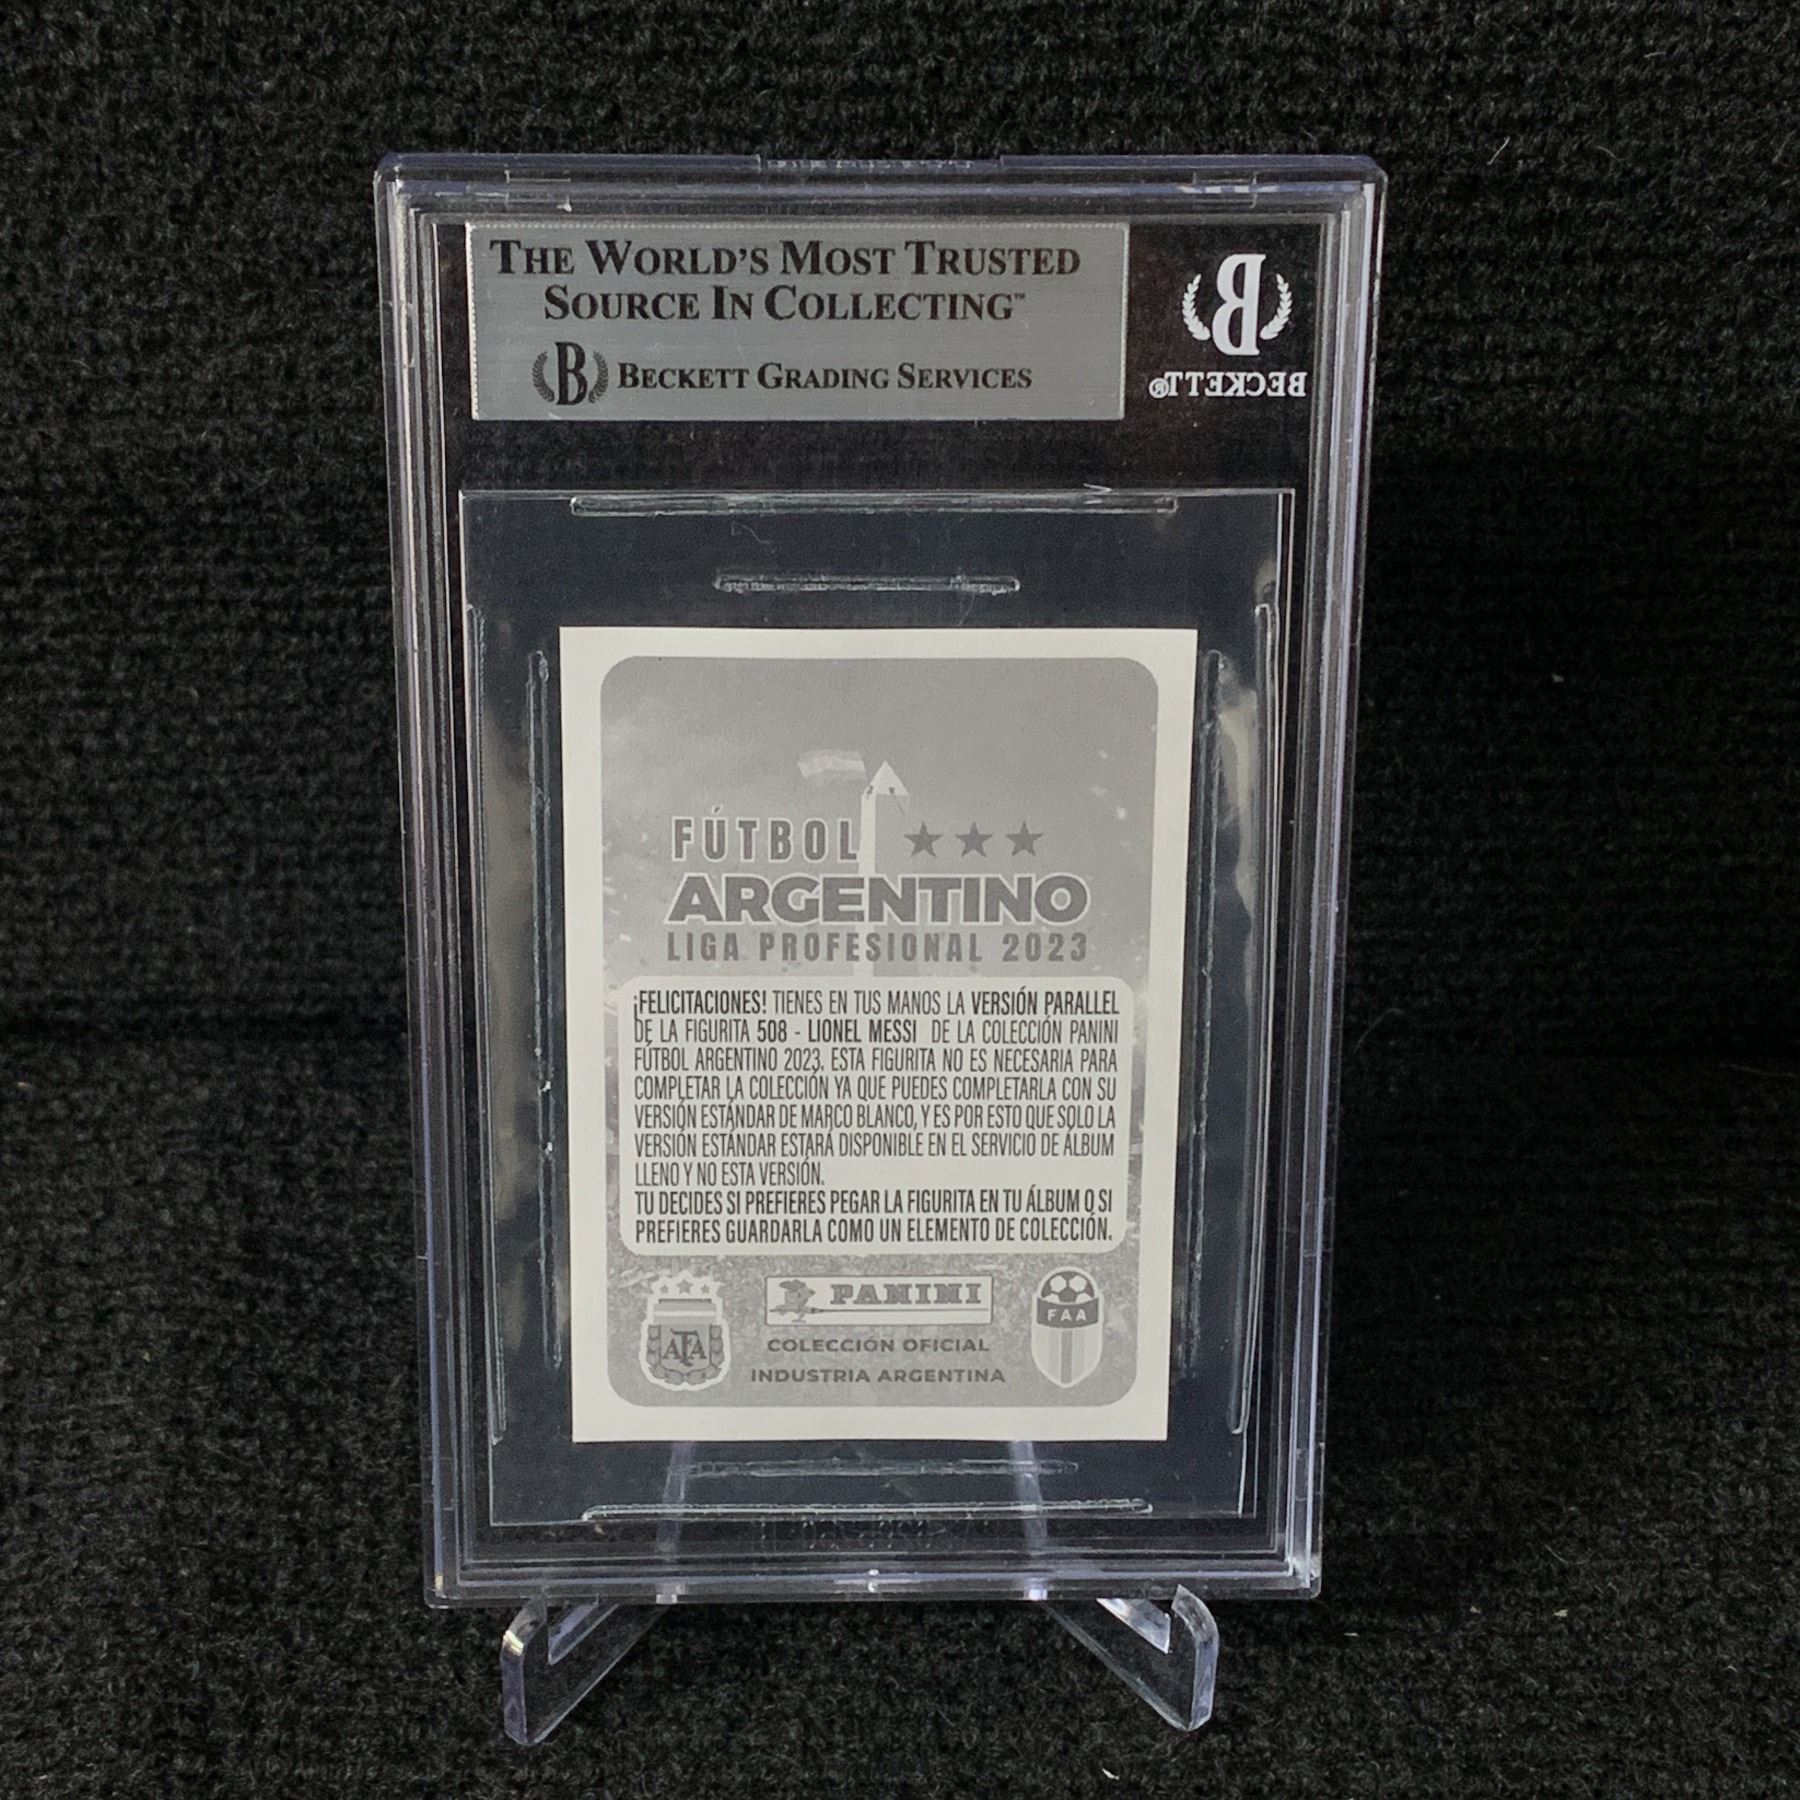 THE WORLD'S MOST TRUSTED
SOURCE IN COLLECTING™
B BECKETT GRADING SERVICES
B
BECKETT®
FÚTBOL
ARGENTINO
LIGA PROFESIONAL 2023
¡FELICITACIONES! TIENES EN TUS MANOS LA VERSIÓN PARALLEL
DE LA FIGURITA 508 - LIONEL MESSI DE LA COLECCIÓN PANINI
FÚTBOL ARGENTINO 2023. ESTA FIGURITA NO ES NECESARIA PARA
COMPLETAR LA COLECCIÓN YA QUE PUEDES COMPLETARLA CON SU
VERSIÓN ESTÁNDAR DE MARCO BLANCO, Y ES POR ESTO QUE SOLO LA
VERSIÓN ESTÁNDAR ESTARÁ DISPONIBLE EN EL SERVICIO DE ÁLBUM
LLENO Y NO ESTA VERSIÓN.
TU DECIDES SI PREFIERES PEGAR LA FIGURITA EN TU ÁLBUM O SI
PREFIERES GUARDARLA COMO UN ELEMENTO DE COLECCIÓN.
AFA
PANINI
FAA
COLECCIÓN OFICIAL
INDUSTRIA ARGENTINA